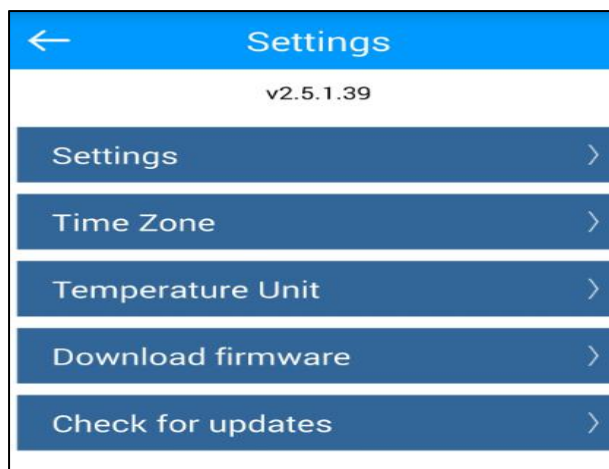 Settings
v2.5.1.39
Settings
Time Zone
Temperature Unit
Download firmware
Check for updates